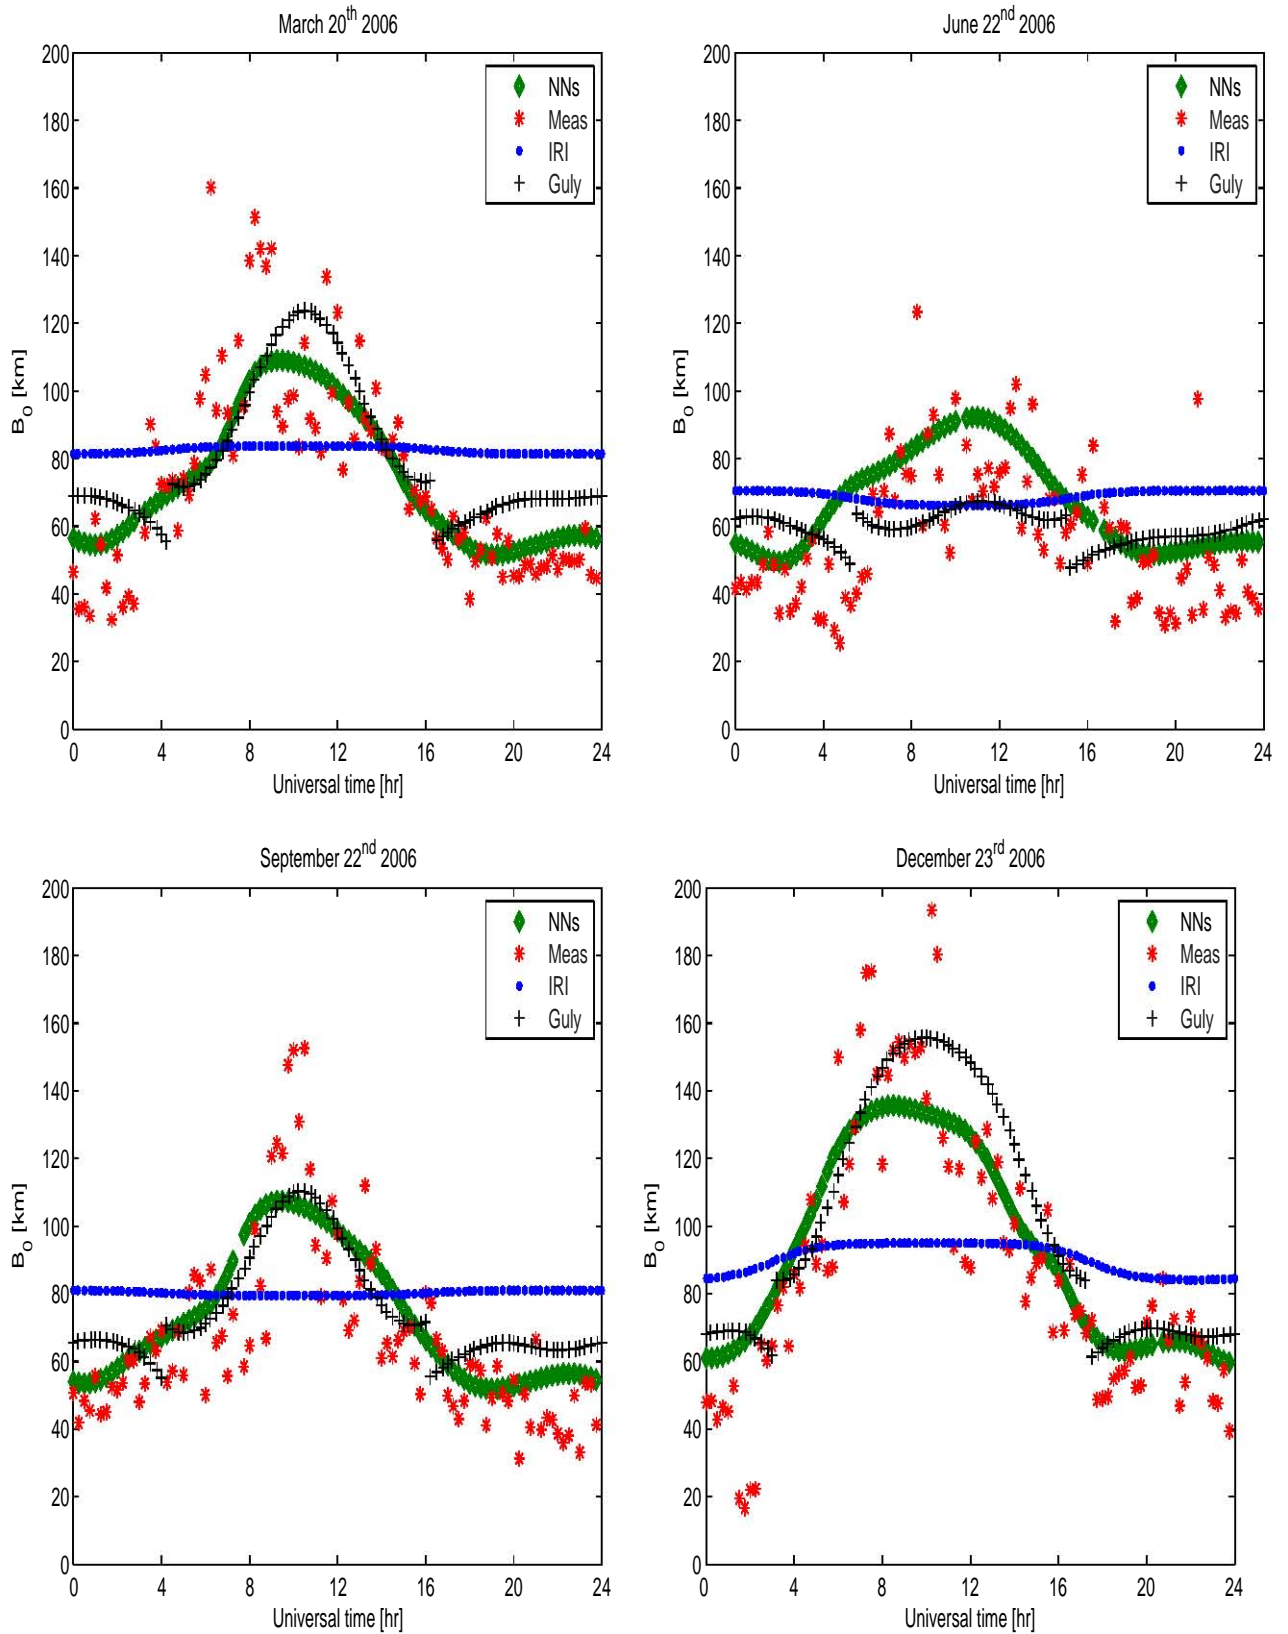 March 20th 2006
200
180
160
140
120
100
80
60
40
20
0
B0 [km]
NNs
Meas
IRI
Guly
0 4 8 12 16 20 24
Universal time [hr]
June 22nd 2006
200
180
160
140
120
100
80
60
40
20
0
B0 [km]
NNs
Meas
IRI
Guly
0 4 8 12 16 20 24
Universal time [hr]
September 22nd 2006
200
180
160
140
120
100
80
60
40
20
0
B0 [km]
NNs
Meas
IRI
Guly
0 4 8 12 16 20 24
Universal time [hr]
December 23rd 2006
200
180
160
140
120
100
80
60
40
20
0
B0 [km]
NNs
Meas
IRI
Guly
0 4 8 12 16 20 24
Universal time [hr]